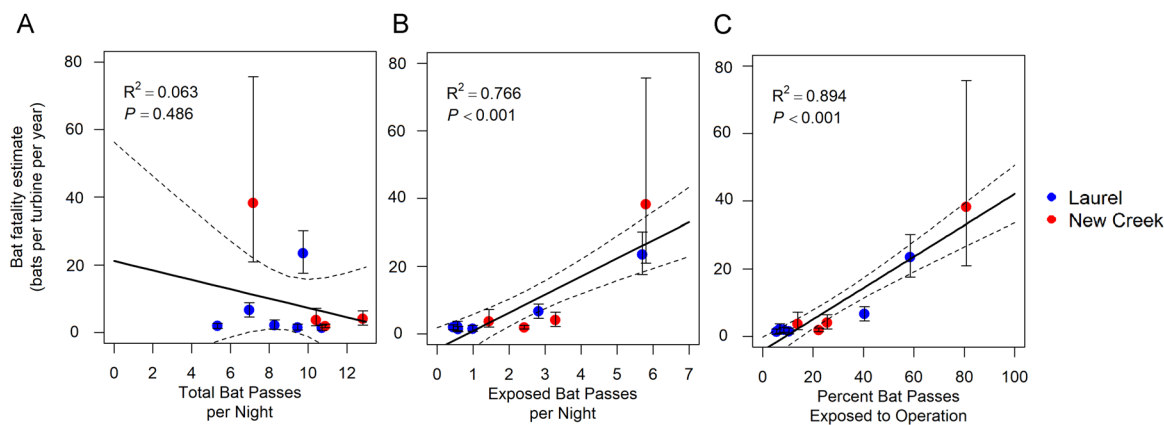 A
B
C
Bat fatality estimate
(bats per turbine per year)
80
60
40
20
0
R² = 0.063
P = 0.486
0 2 4 6 8 10 12
Total Bat Passes
per Night
80
60
40
20
0
R² = 0.766
P < 0.001
0 1 2 3 4 5 6 7
Exposed Bat Passes
per Night
80
60
40
20
0
R² = 0.894
P < 0.001
0 20 40 60 80 100
Percent Bat Passes
Exposed to Operation
Laurel
New Creek